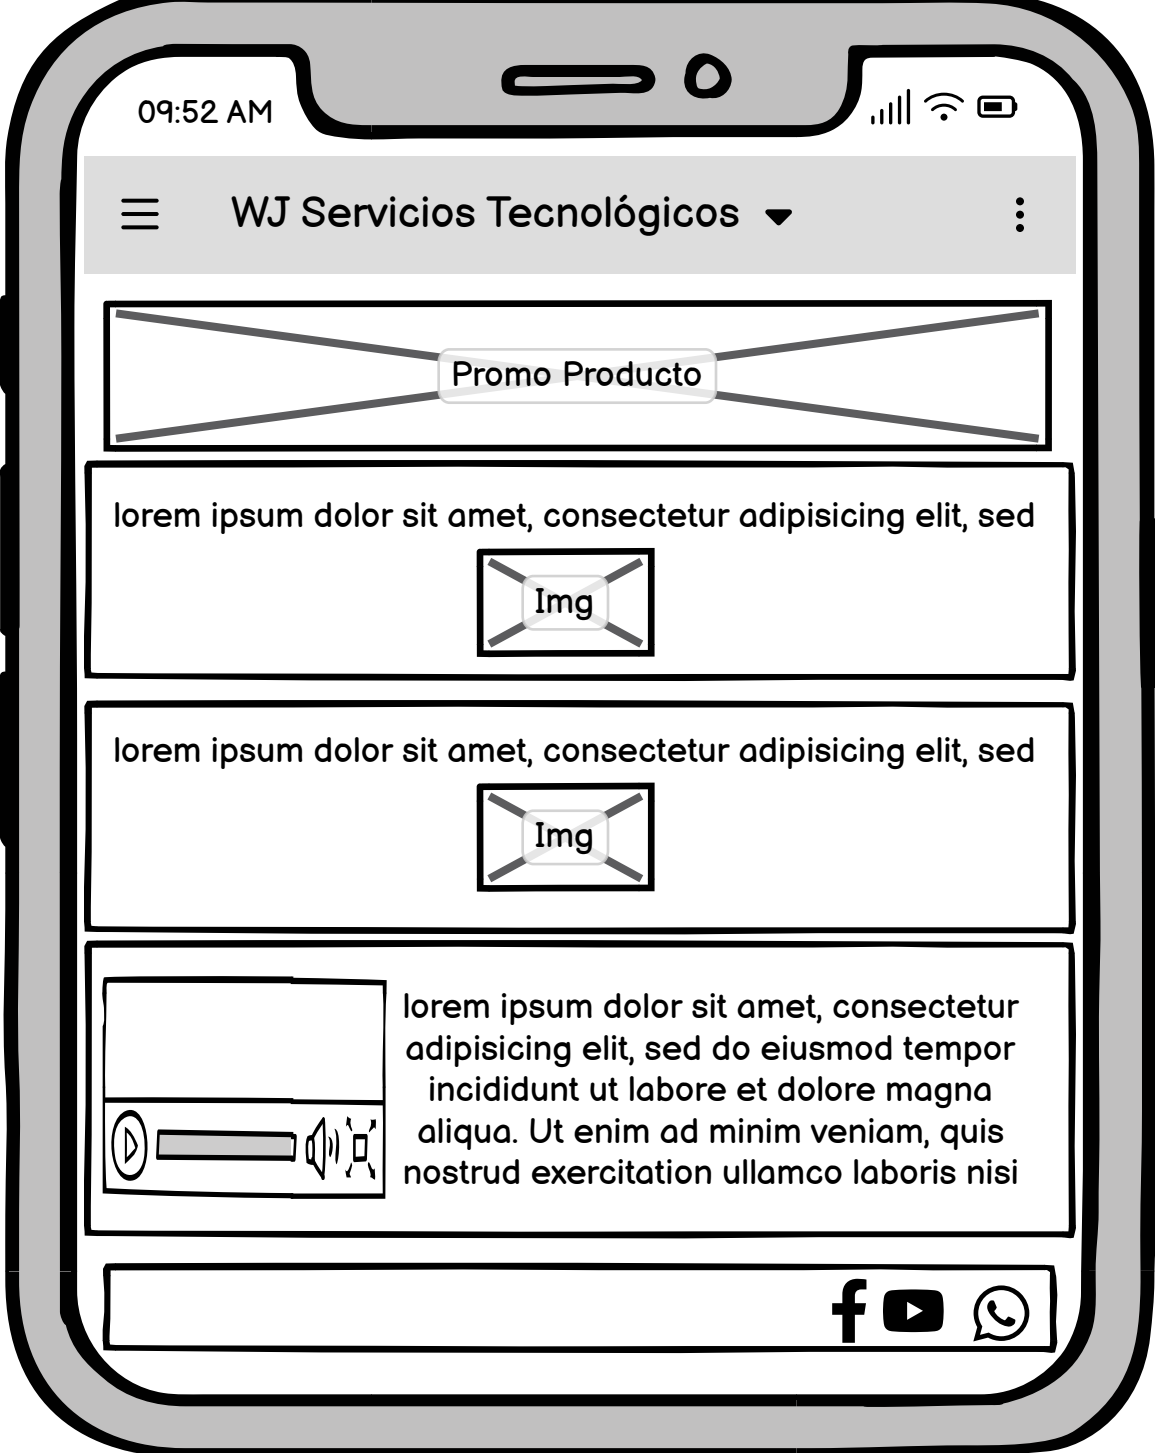 09:52 AM
WJ Servicios Tecnológicos
Promo Producto
lorem ipsum dolor sit amet, consectetur adipisicing elit, sed
Img
lorem ipsum dolor sit amet, consectetur adipisicing elit, sed
Img
lorem ipsum dolor sit amet, consectetur
adipisicing elit, sed do eiusmod tempor
incididunt ut labore et dolore magna
aliqua. Ut enim ad minim veniam, quis
nostrud exercitation ullamco laboris nisi